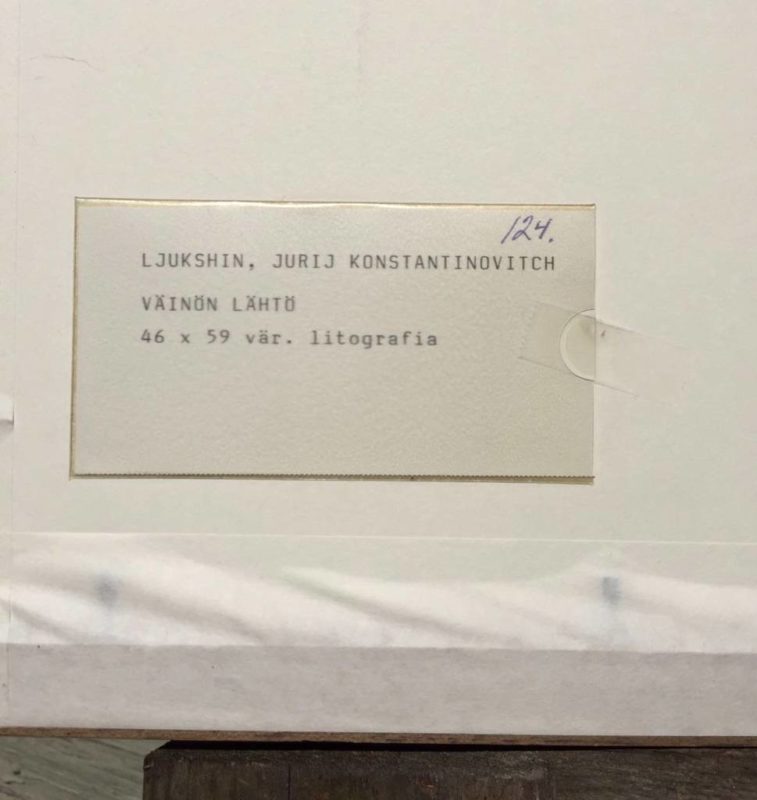 124.
LJUKSHIN, JURIJ KONSTANTINOVITCH
VÄINÖN LÄHTÖ
46 x 59 vär. litografia